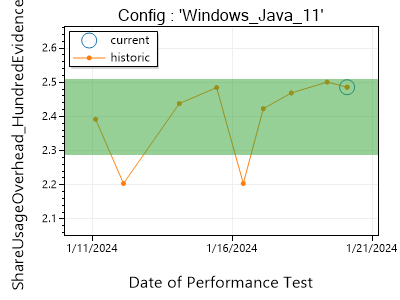 Config : 'Windows_Java_11'
ShareUsageOverhead_HundredEvidence
current
historic
2.6
2.5
2.4
2.3
2.2
2.1
1/11/2024 1/16/2024 1/21/2024
Date of Performance Test